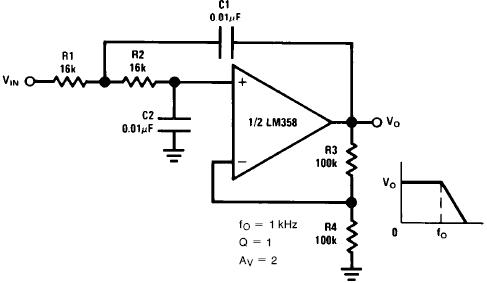 C1
0.01μF
R1
16k
R2
16k
VIN
C2
0.01μF
+
1/2 LM358
−
VO
R3
100k
R4
100k
fO = 1 kHz
Q = 1
AV = 2
VO
0
fo